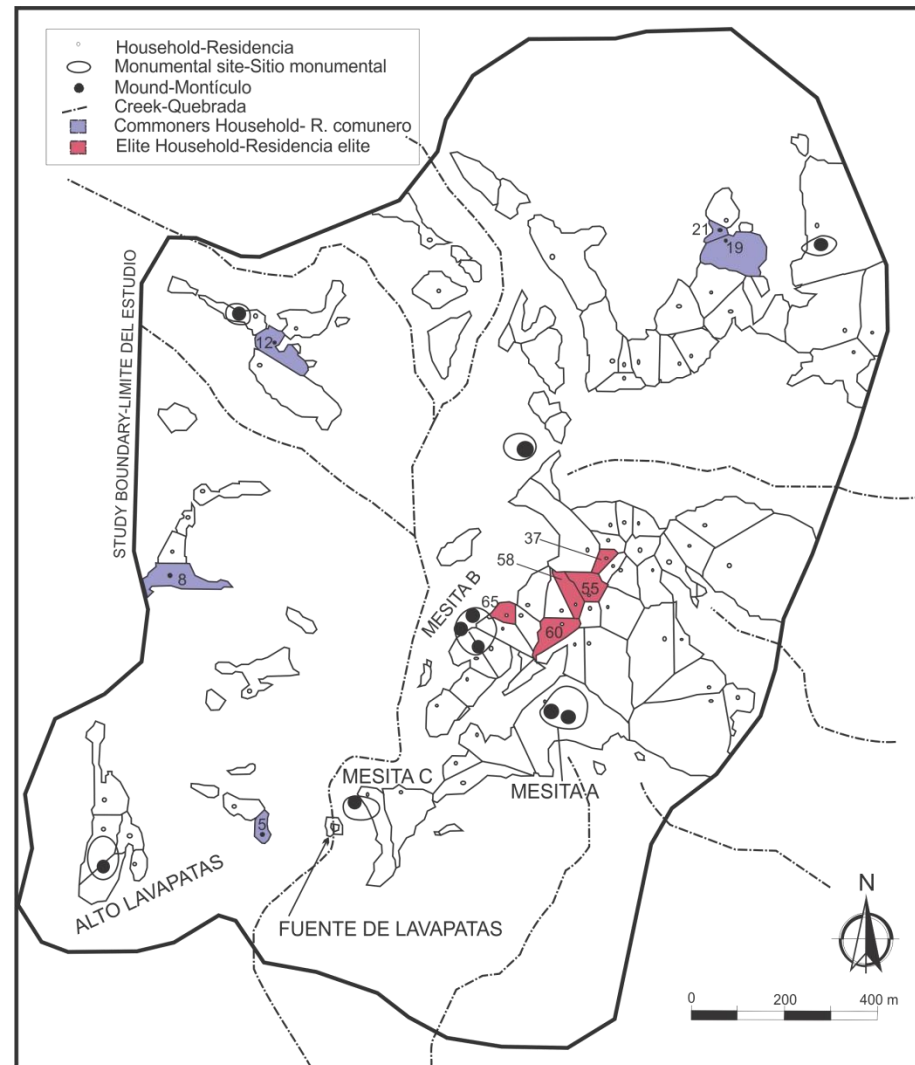 Household-Residencia
Monumental site-Sitio monumental
Mound-Montículo
Creek-Quebrada
Commoners Household- R. comunero
Elite Household-Residencia elite
STUDY BOUNDARY-LIMITE DEL ESTUDIO
21
19
12
8
37
58
55
65
60
MESITA B
MESITA C
MESITA A
5
ALTO LAVAPATAS
FUENTE DE LAVAPATAS
N
0 200 400 m